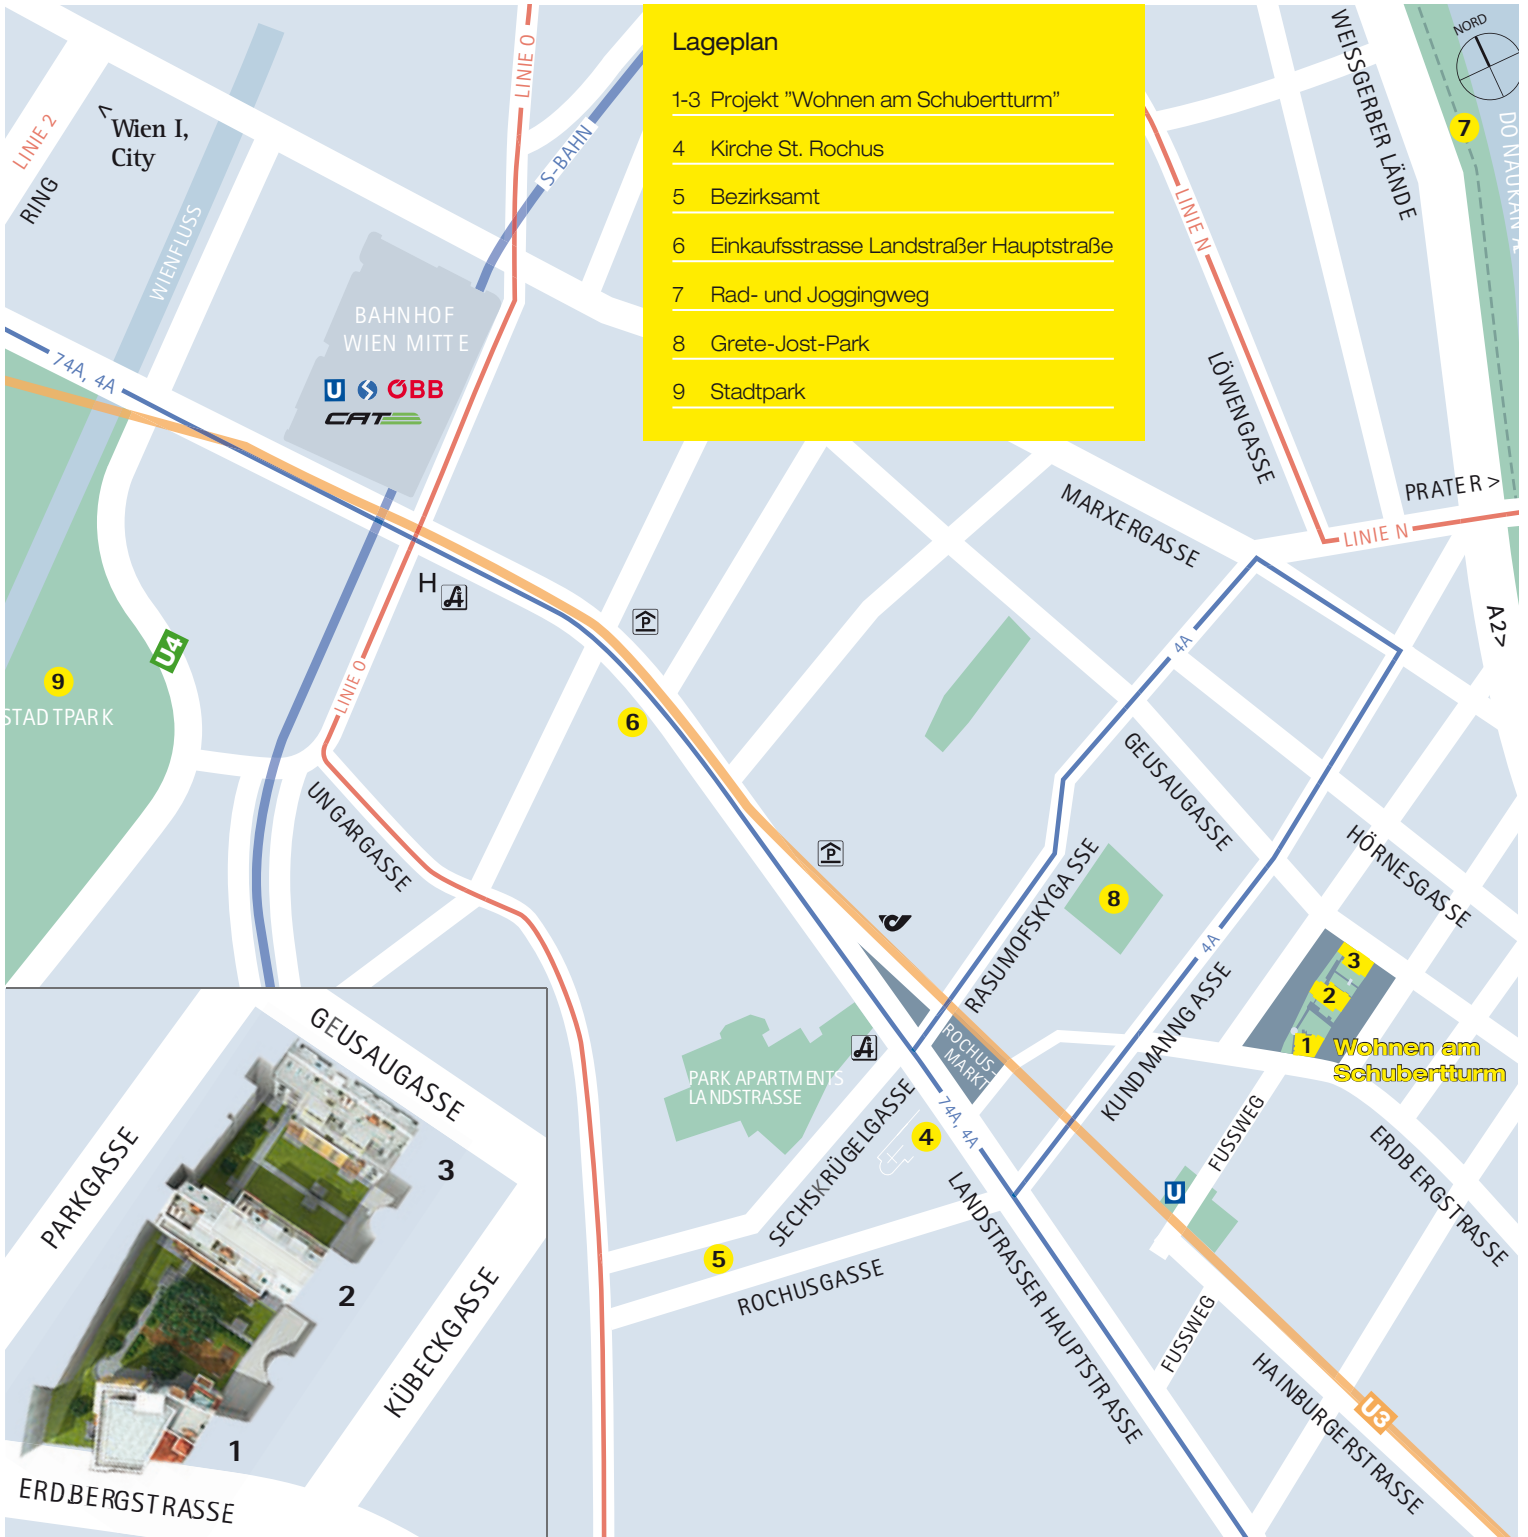 Lageplan
1-3 Projekt "Wohnen am Schubertturm"
4 Kirche St. Rochus
5 Bezirksamt
6 Einkaufsstrasse Landstraßer Hauptstraße
7 Rad- und Joggingweg
8 Grete-Jost-Park
9 Stadtpark
NORD
LINIE O
WEISSGERBER LÄNDE
7
DONAUKANAL
LINIE 2
<
Wien I,
City
RING
S-BAHN
WIENFLUSS
LINIE N
BAHNHOF
WIEN MITTE
U
ÖBB
CAT
74A, 4A
LÖWENGASSE
PRATER >
MARXERGASSE
LINIE N
H
P
A2>
U4
4A
9
STADTPARK
LINIE O
6
GEUSAUGASSE
UNGARGASSE
HÖRNESGASSE
P
RASUMOFSKYGASSE
8
4A
3
2
1
Wohnen am
Schubertturm
ROCHUS-
MARKT
KUNDMANNGASSE
PARK APARTMENTS
LANDSTRASSE
74A, 4A
4
SECHSKRÜGELGASSE
FUSSWEG
ERDBERGSTRASSE
U
LANDSTRASSER HAUPTSTRASSE
5
ROCHUSGASSE
FUSSWEG
HAINBURGERSTRASSE
U3
GEUSAUGASSE
PARKGASSE
3
2
KÜBECKGASSE
1
ERDBERGSTRASSE